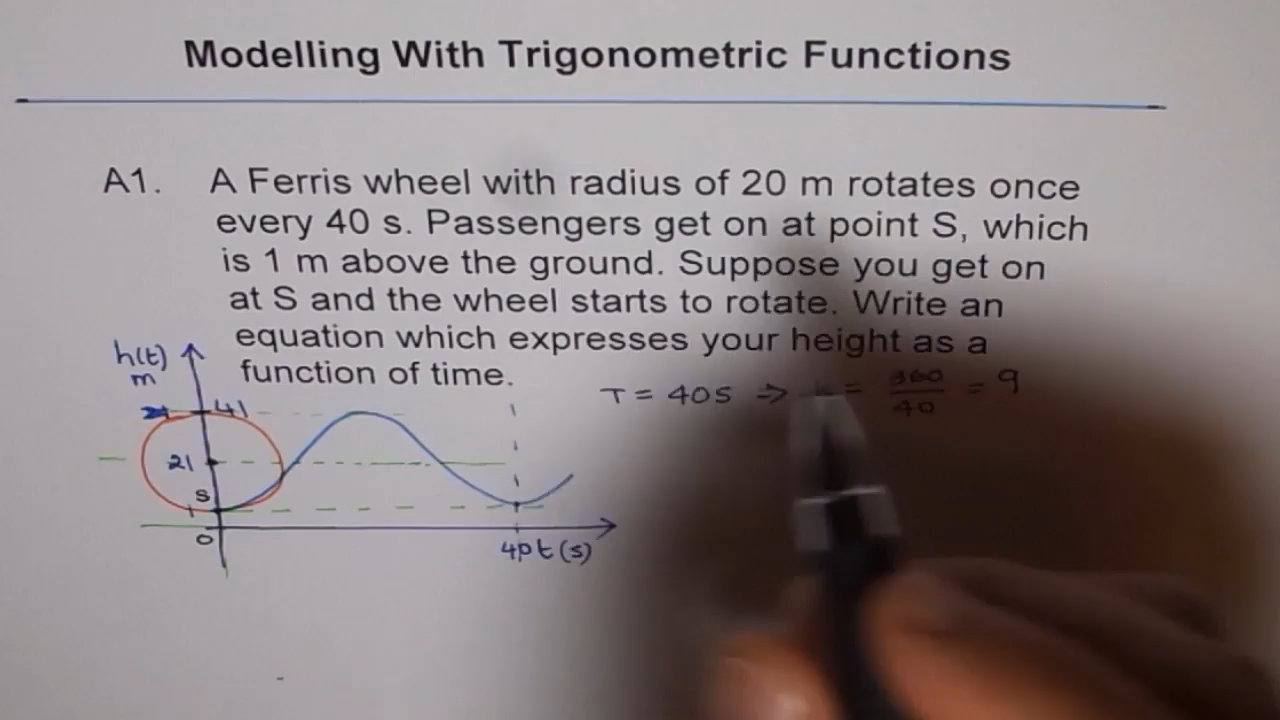 Modelling With Trigonometric Functions
A1. A Ferris wheel with radius of 20 m rotates once
every 40 s. Passengers get on at point S, which
is 1 m above the ground. Suppose you get on
at S and the wheel starts to rotate. Write an
equation which expresses your height as a
function of time.
h(t)
m
T = 40s ⇒ = 360/40 = 9
41
21
S
1
0
40 t(s)